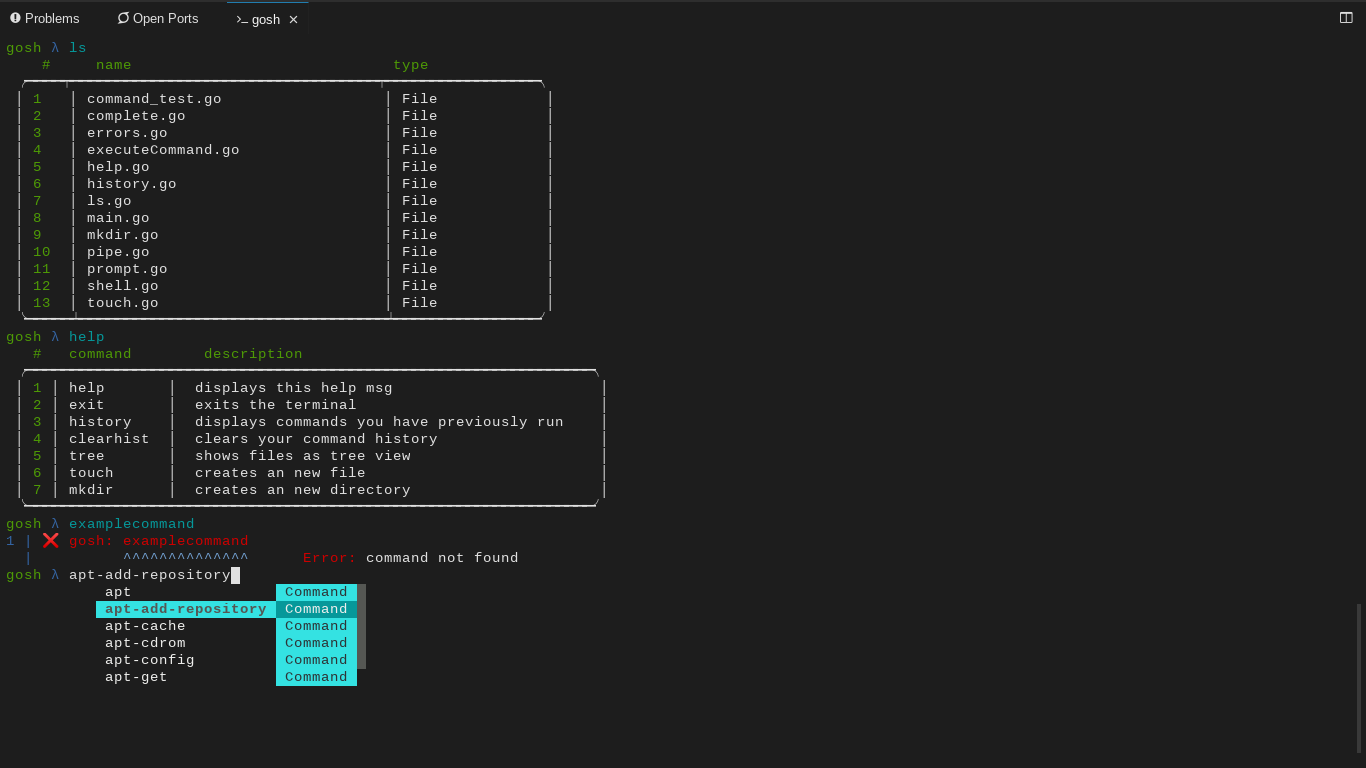 Problems Open Ports gosh
gosh λ ls
# name type
1 command_test.go File
2 complete.go File
3 errors.go File
4 executeCommand.go File
5 help.go File
6 history.go File
7 ls.go File
8 main.go File
9 mkdir.go File
10 pipe.go File
11 prompt.go File
12 shell.go File
13 touch.go File
gosh λ help
# command description
1 help displays this help msg
2 exit exits the terminal
3 history displays commands you have previously run
4 clearhist clears your command history
5 tree shows files as tree view
6 touch creates an new file
7 mkdir creates an new directory
gosh λ examplecommand
1 | ❌ gosh: examplecommand
| ^^^^^^^^^^^^^^ Error: command not found
gosh λ apt-add-repository
apt Command
apt-add-repository Command
apt-cache Command
apt-cdrom Command
apt-config Command
apt-get Command